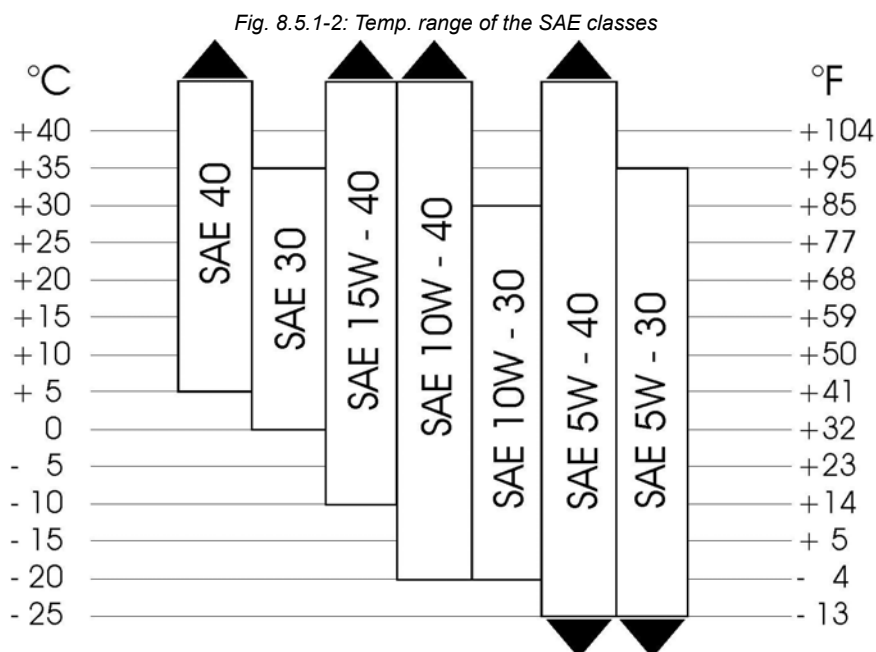 Fig. 8.5.1-2: Temp. range of the SAE classes
°C
°F
+40
+104
+35
+95
+30
+85
+25
+77
+20
+68
+15
+59
+10
+50
+ 5
+41
0
+32
- 5
+23
- 10
+14
- 15
+ 5
- 20
- 4
- 25
- 13
SAE 40
SAE 30
SAE 15W - 40
SAE 10W - 40
SAE 10W - 30
SAE 5W - 40
SAE 5W - 30